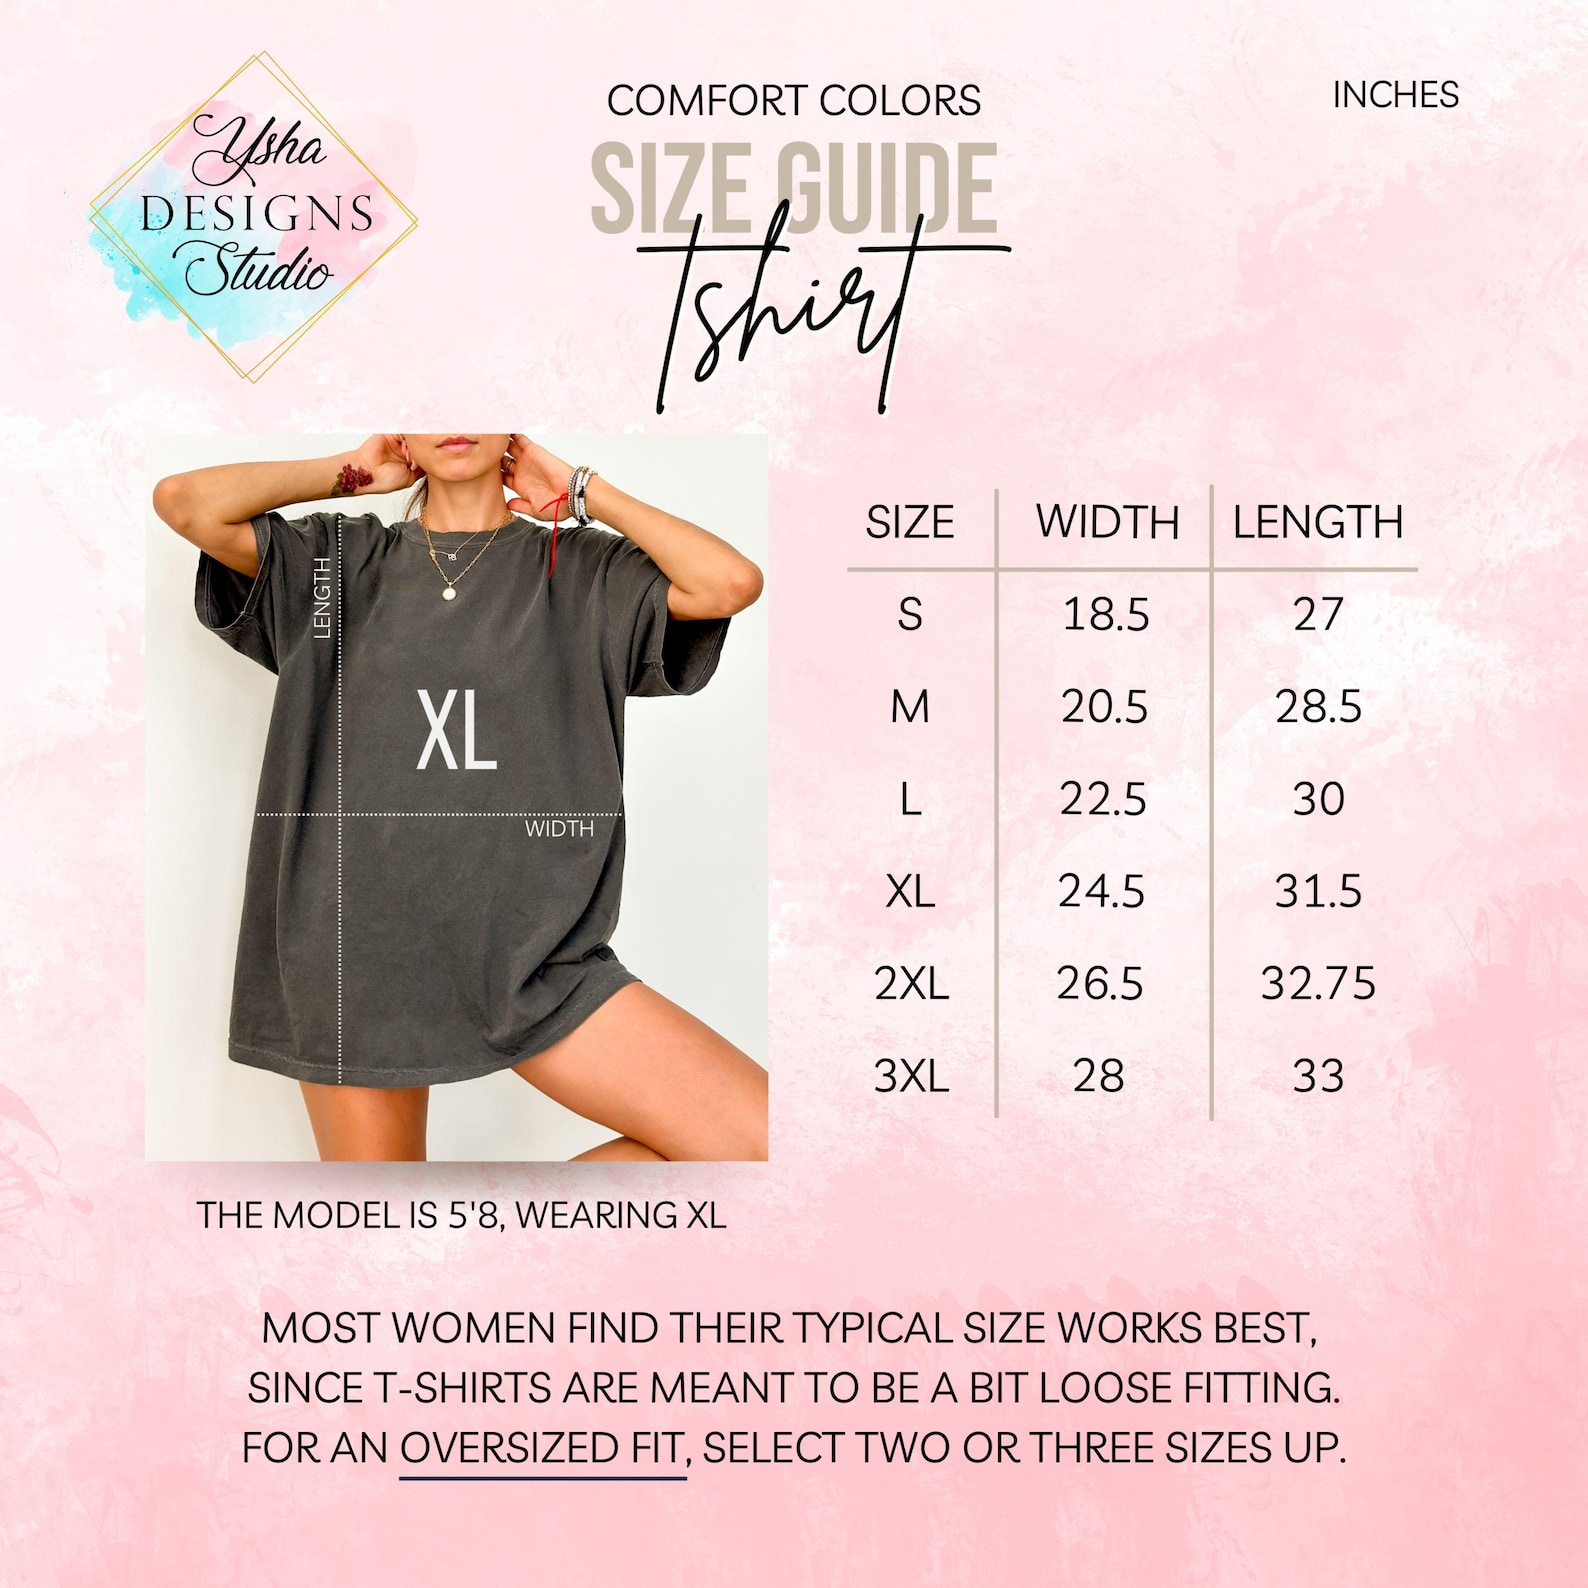 Ysha
DESIGNS
Studio
COMFORT COLORS
SIZE GUIDE
tshirt
INCHES
LENGTH
XL
WIDTH
SIZE WIDTH LENGTH
S 18.5 27
M 20.5 28.5
L 22.5 30
XL 24.5 31.5
2XL 26.5 32.75
3XL 28 33
THE MODEL IS 5'8, WEARING XL
MOST WOMEN FIND THEIR TYPICAL SIZE WORKS BEST,
SINCE T-SHIRTS ARE MEANT TO BE A BIT LOOSE FITTING.
FOR AN OVERSIZED FIT, SELECT TWO OR THREE SIZES UP.